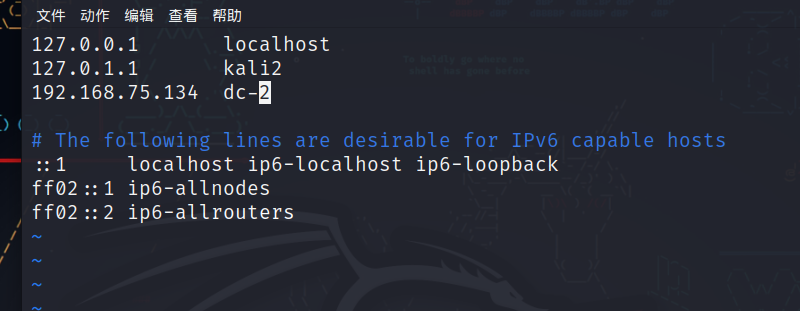 文件 动作 编辑 查看 帮助
127.0.0.1       localhost
127.0.1.1       kali2
192.168.75.134  dc-2

# The following lines are desirable for IPv6 capable hosts
::1     localhost ip6-localhost ip6-loopback
ff02::1 ip6-allnodes
ff02::2 ip6-allrouters
~
~
~
~